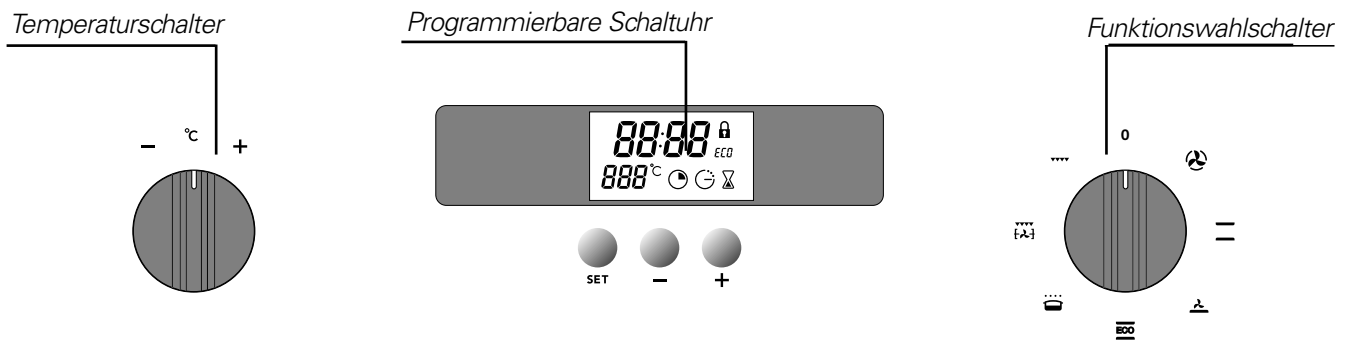 Temperaturschalter
Programmierbare Schaltuhr
Funktionswahlschalter
− °C +
88:88
ECO
888°C
SET − +
0
ECO